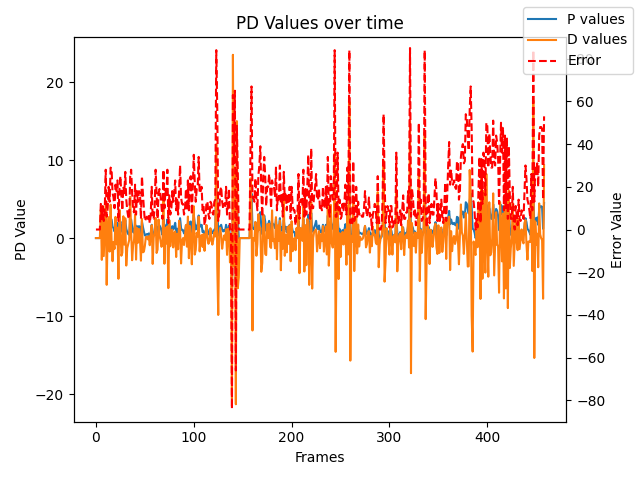 PD Values over time
P values
D values
Error
PD Value
20
10
0
−10
−20
60
40
20
0
−20
−40
−60
−80
Error Value
0
100
200
300
400
Frames